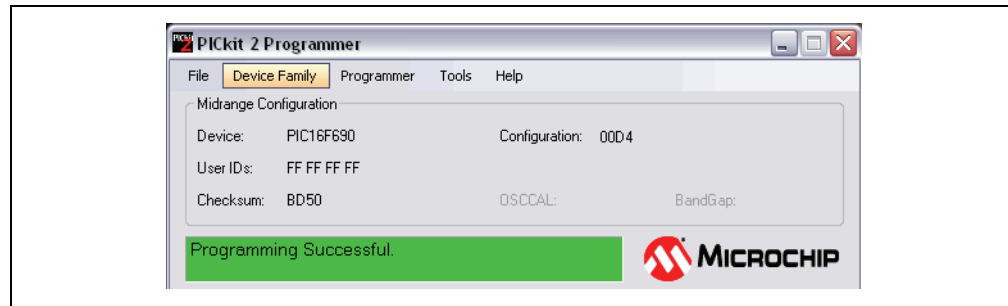 PICkit 2 Programmer
File Device Family Programmer Tools Help
Midrange Configuration
Device: PIC16F690 Configuration: 00D4
User IDs: FF FF FF FF
Checksum: BD50 OSCCAL: BandGap:
Programming Successful.
MICROCHIP